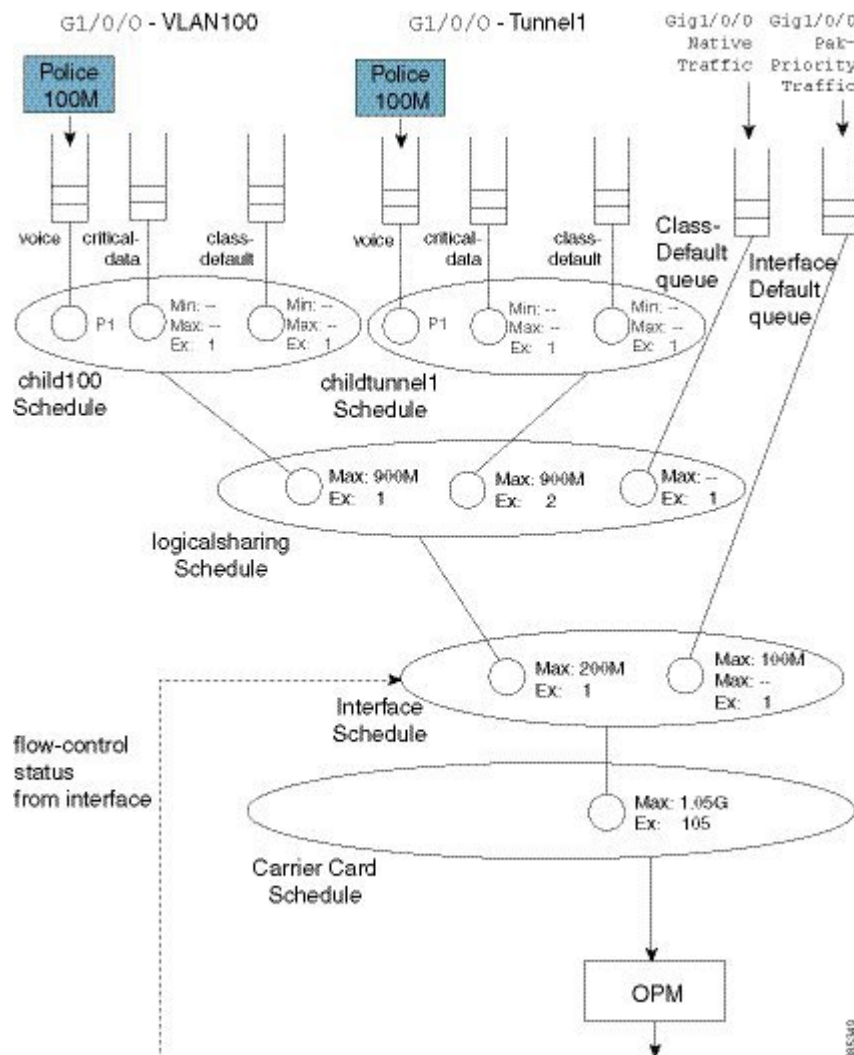 G1/0/0 - VLAN100
G1/0/0 - Tunnel1
Gig1/0/0
Native
Traffic
Gig1/0/0
Pak-
Priority
Traffic
Police
100M
Police
100M
voice
critical-
data
class-
default
voice
critical-
data
class-
default
Class-
Default
queue
Interface
Default
queue
P1
Min: --
Max: --
Ex: 1
Min: --
Max: --
Ex: 1
P1
Min: --
Max: --
Ex: 1
Min: --
Max: --
Ex: 1
child100
Schedule
childtunnel1
Schedule
Max: 900M
Ex: 1
Max: 900M
Ex: 2
Max: --
Ex: 1
logicalsharing
Schedule
Max: 200M
Ex: 1
Max: 100M
Max: --
Ex: 1
Interface
Schedule
flow-control
status
from interface
Max: 1.05G
Ex: 105
Carrier Card
Schedule
OPM